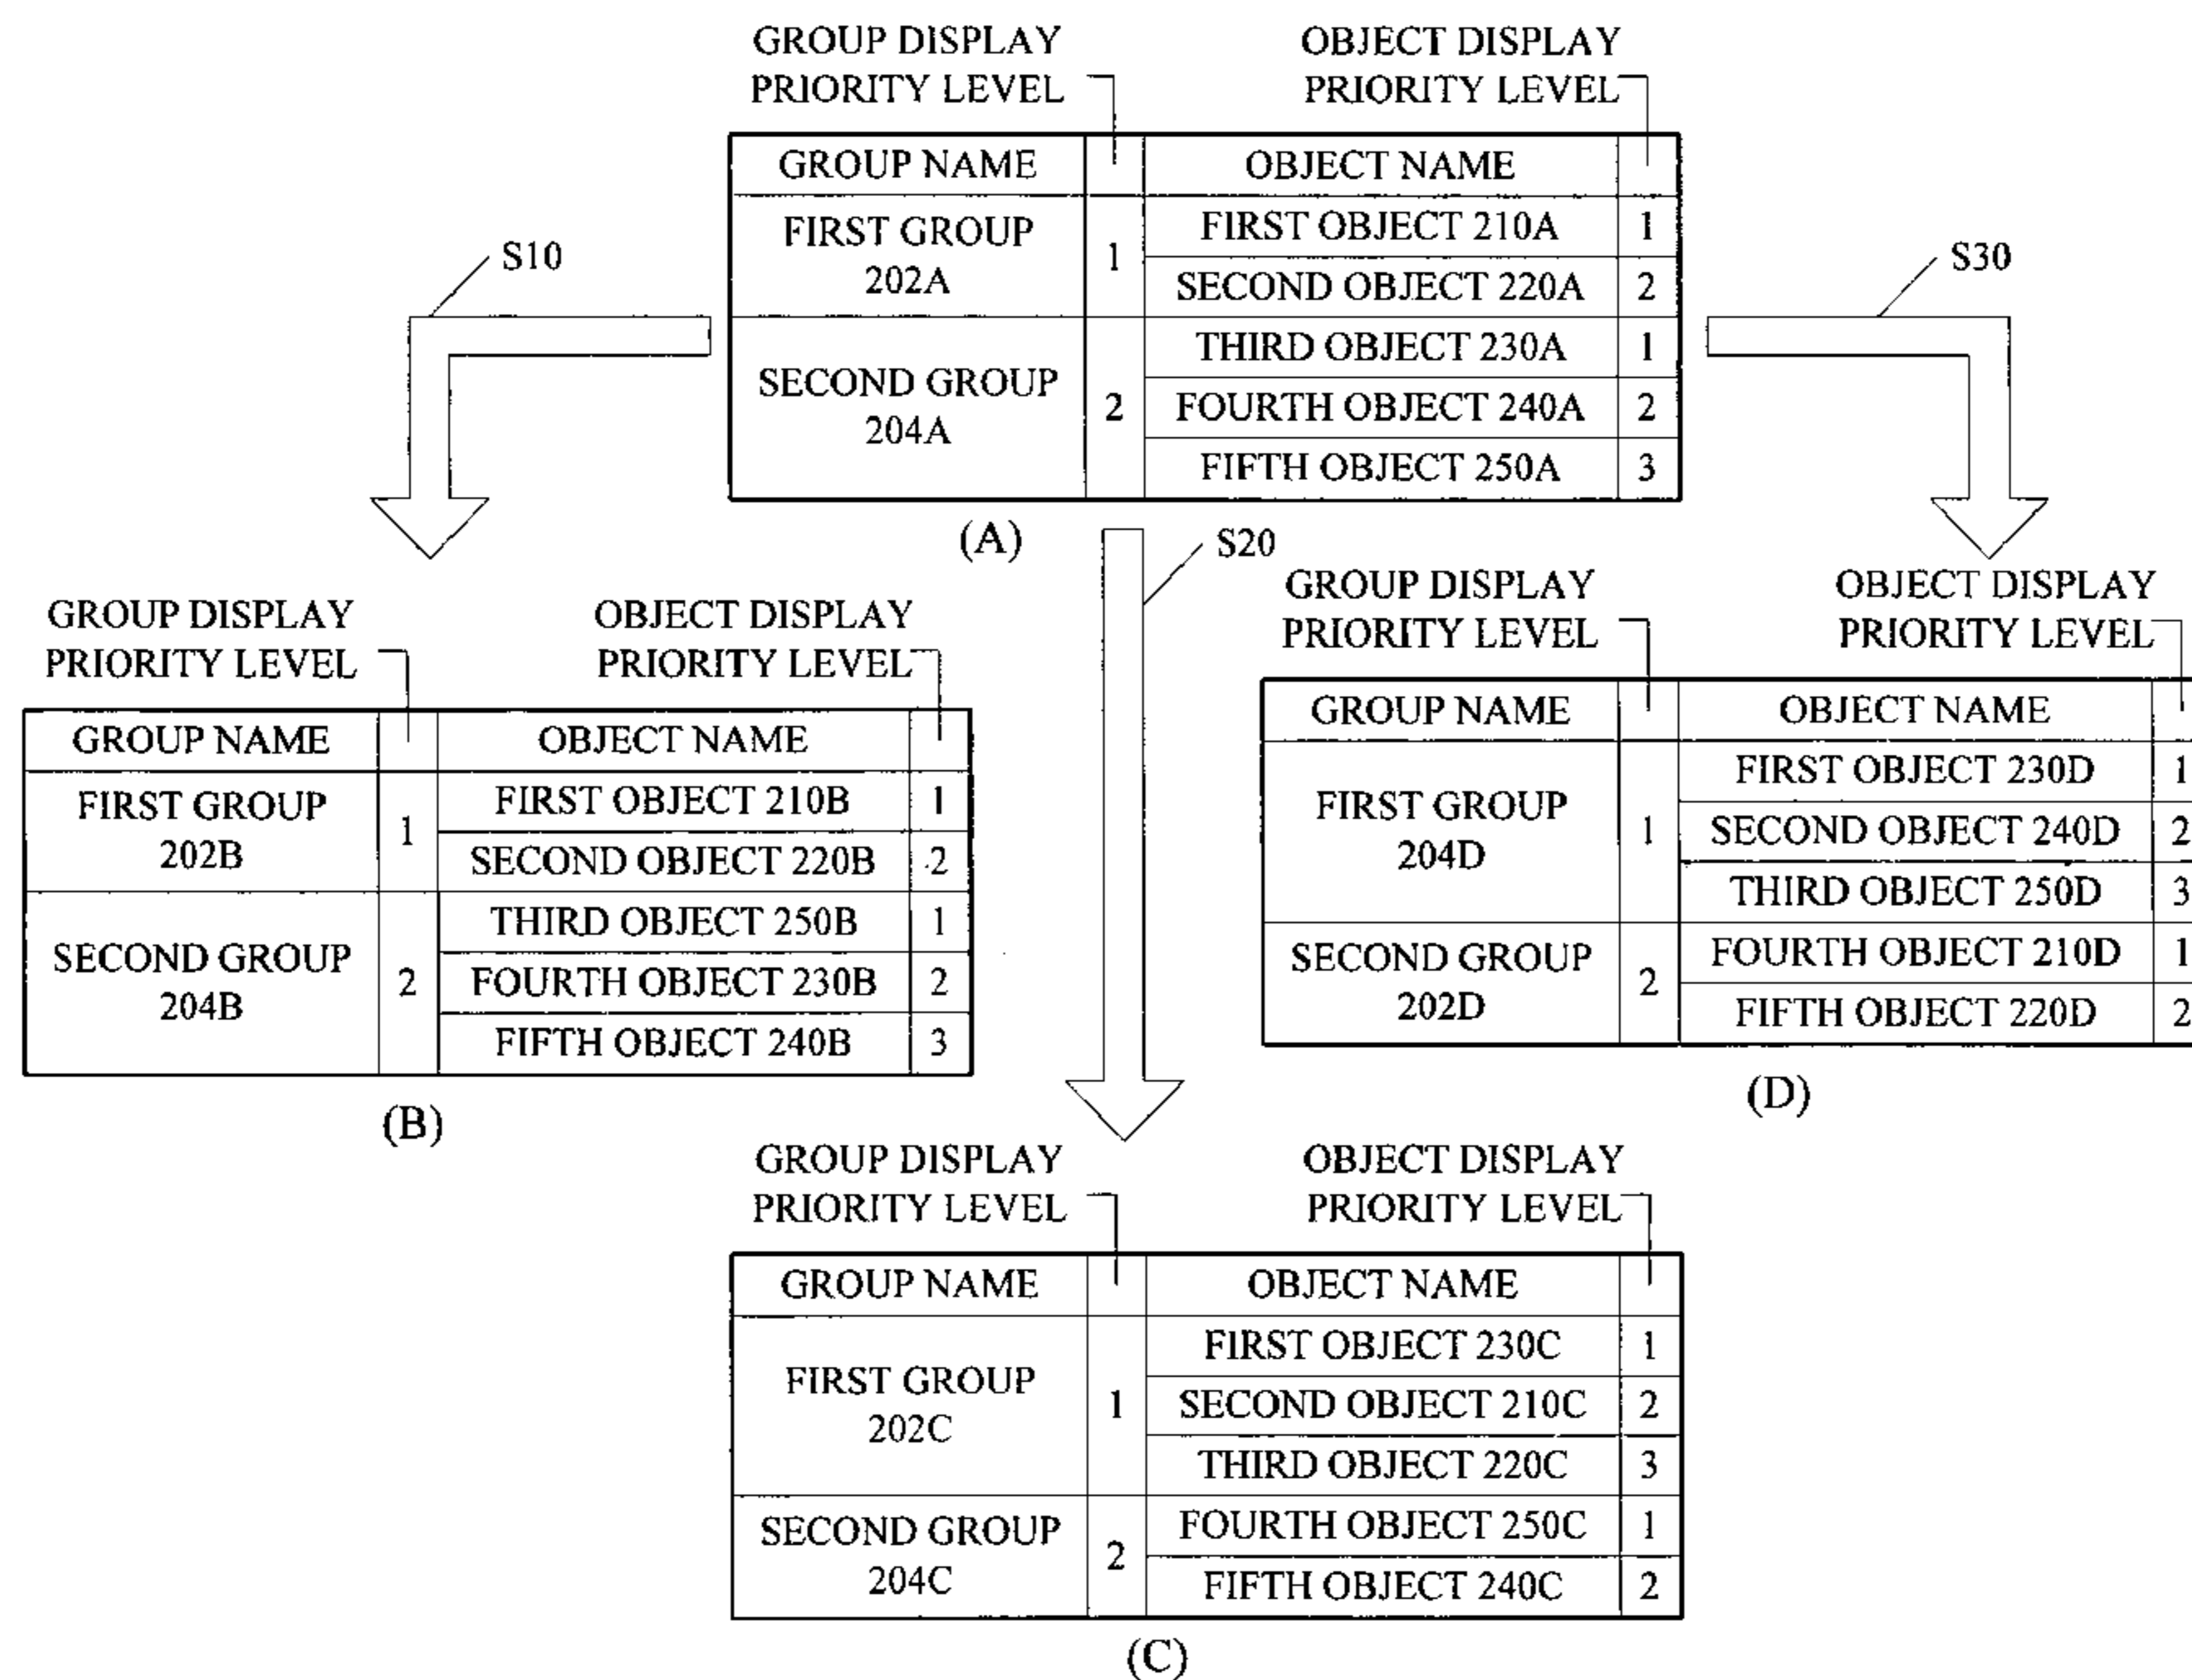 GROUP DISPLAY
PRIORITY LEVEL
OBJECT DISPLAY
PRIORITY LEVEL
GROUP NAME
OBJECT NAME
FIRST GROUP
202A
1
FIRST OBJECT 210A
1
SECOND OBJECT 220A
2
SECOND GROUP
204A
2
THIRD OBJECT 230A
1
FOURTH OBJECT 240A
2
FIFTH OBJECT 250A
3
(A)
S10
S20
S30
GROUP DISPLAY
PRIORITY LEVEL
OBJECT DISPLAY
PRIORITY LEVEL
GROUP NAME
OBJECT NAME
FIRST GROUP
202B
1
FIRST OBJECT 210B
1
SECOND OBJECT 220B
2
SECOND GROUP
204B
2
THIRD OBJECT 250B
1
FOURTH OBJECT 230B
2
FIFTH OBJECT 240B
3
(B)
GROUP DISPLAY
PRIORITY LEVEL
OBJECT DISPLAY
PRIORITY LEVEL
GROUP NAME
OBJECT NAME
FIRST GROUP
204D
1
FIRST OBJECT 230D
1
SECOND OBJECT 240D
2
THIRD OBJECT 250D
3
SECOND GROUP
202D
2
FOURTH OBJECT 210D
1
FIFTH OBJECT 220D
2
(D)
GROUP DISPLAY
PRIORITY LEVEL
OBJECT DISPLAY
PRIORITY LEVEL
GROUP NAME
OBJECT NAME
FIRST GROUP
202C
1
FIRST OBJECT 230C
1
SECOND OBJECT 210C
2
THIRD OBJECT 220C
3
SECOND GROUP
204C
2
FOURTH OBJECT 250C
1
FIFTH OBJECT 240C
2
(C)